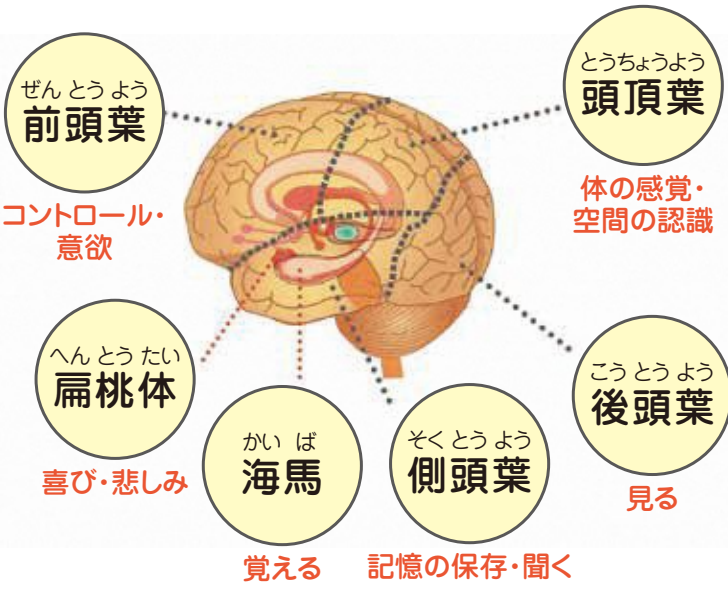 ぜん とう よう
前頭葉
コントロール・
意欲
とうちょうよう
頭頂葉
体の感覚・
空間の認識
へん とう たい
扁桃体
喜び・悲しみ
かい ば
海馬
覚える
そく とう よう
側頭葉
記憶の保存・聞く
こう とう よう
後頭葉
見る